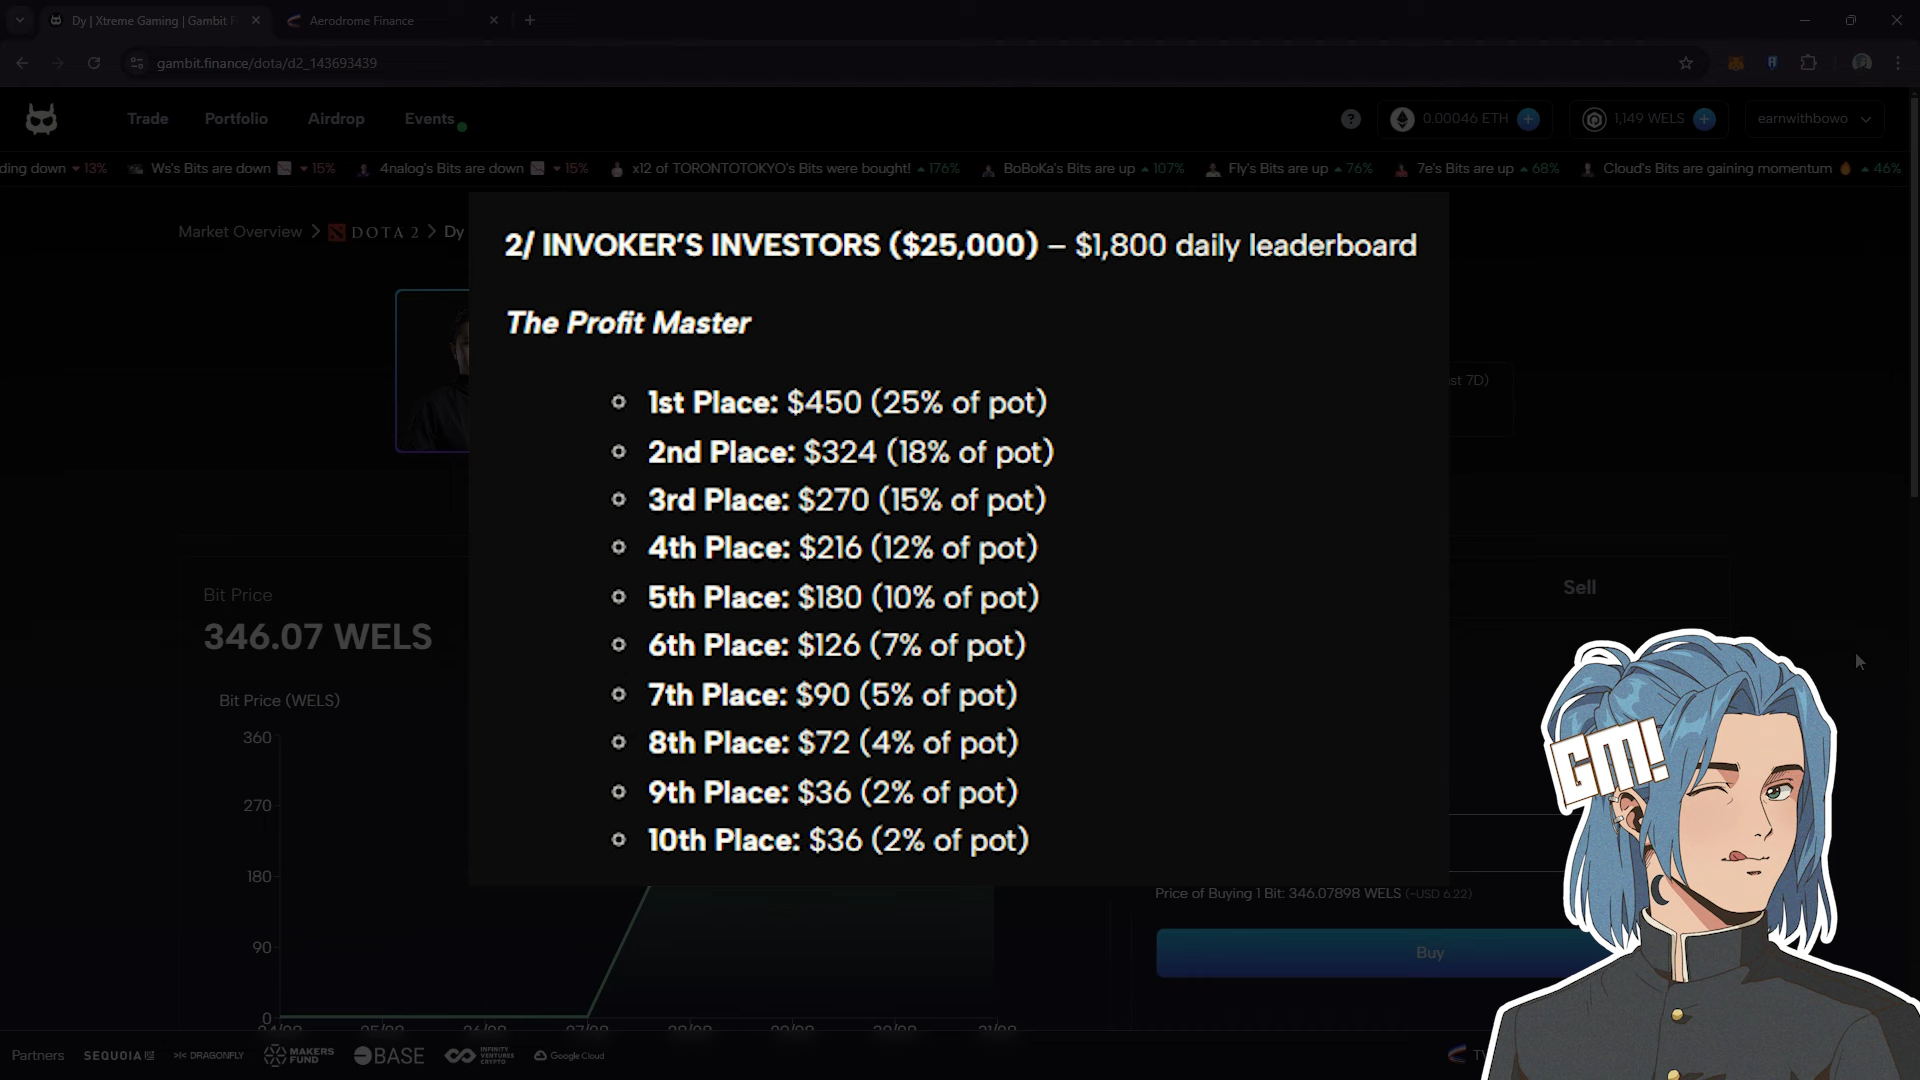 Dy | Xtreme Gaming | Gambit F
Aerodrome Finance
gambit.finance/dota/d2_143693439
Trade
Portfolio
Airdrop
Events
0.00046 ETH
1,149 WELS
earnwithbowo
ding down 13%
Ws's Bits are down 15%
4nalog's Bits are down 15%
x12 of TORONTOTOKYO's Bits were bought! 176%
BoBoKa's Bits are up 107%
Fly's Bits are up 76%
7e's Bits are up 68%
Cloud's Bits are gaining momentum 46%
Market Overview > DOTA 2 > Dy
2/ INVOKER'S INVESTORS ($25,000) – $1,800 daily leaderboard
The Profit Master
1st Place: $450 (25% of pot)
2nd Place: $324 (18% of pot)
3rd Place: $270 (15% of pot)
4th Place: $216 (12% of pot)
5th Place: $180 (10% of pot)
6th Place: $126 (7% of pot)
7th Place: $90 (5% of pot)
8th Place: $72 (4% of pot)
9th Place: $36 (2% of pot)
10th Place: $36 (2% of pot)
st 7D)
Bit Price
346.07 WELS
Bit Price (WELS)
360
270
180
90
0
Sell
GM!
Price of Buying 1 Bit: 346.07898 WELS (~USD 6.22)
Buy
Partners
SEQUOIA
DRAGONFLY
MAKERS FUND
BASE
INFINITY VENTURES CRYPTO
Google Cloud